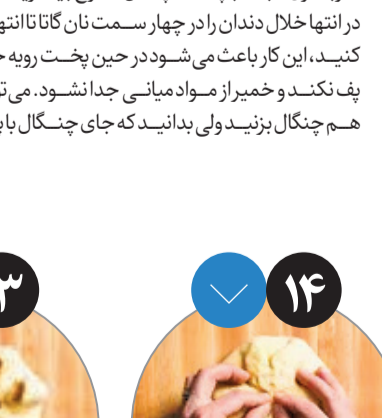 در انتها خلال دندان را در چهار سمت نان گاتا تا انتها
کنید، این کار باعث می‌شود در حین پخت رویه
پف نکند و خمیر از مواد میانی جدا نشود.
هم چنگال بزنید ولی بدانید که جای چنگال
۱۴
۳